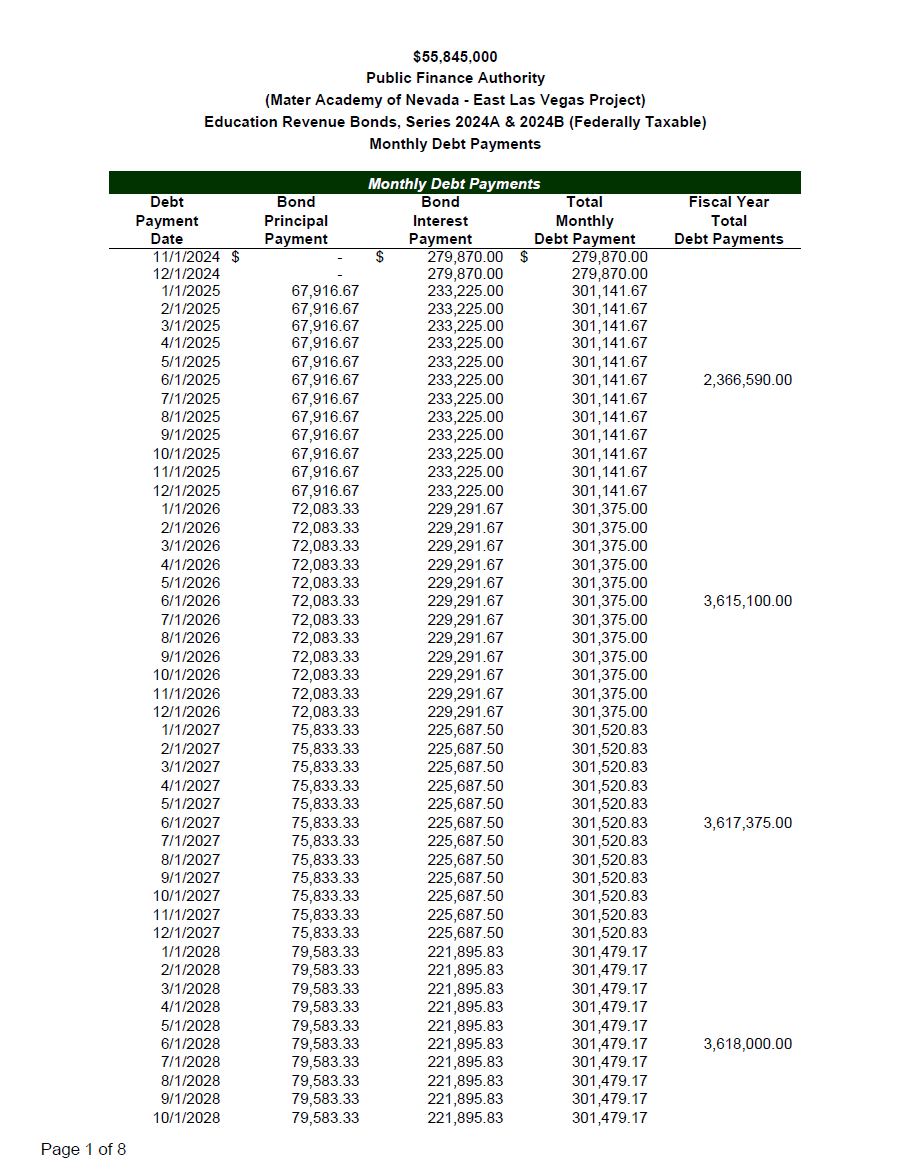 $55,845,000
Public Finance Authority
(Mater Academy of Nevada - East Las Vegas Project)
Education Revenue Bonds, Series 2024A & 2024B (Federally Taxable)
Monthly Debt Payments
Monthly Debt Payments
Debt Bond Bond Total Fiscal Year
Payment Principal Interest Monthly Total
Date Payment Payment Debt Payment Debt Payments
11/1/2024 $ - $ 279,870.00 $ 279,870.00
12/1/2024 - 279,870.00 279,870.00
1/1/2025 67,916.67 233,225.00 301,141.67
2/1/2025 67,916.67 233,225.00 301,141.67
3/1/2025 67,916.67 233,225.00 301,141.67
4/1/2025 67,916.67 233,225.00 301,141.67
5/1/2025 67,916.67 233,225.00 301,141.67
6/1/2025 67,916.67 233,225.00 301,141.67 2,366,590.00
7/1/2025 67,916.67 233,225.00 301,141.67
8/1/2025 67,916.67 233,225.00 301,141.67
9/1/2025 67,916.67 233,225.00 301,141.67
10/1/2025 67,916.67 233,225.00 301,141.67
11/1/2025 67,916.67 233,225.00 301,141.67
12/1/2025 67,916.67 233,225.00 301,141.67
1/1/2026 72,083.33 229,291.67 301,375.00
2/1/2026 72,083.33 229,291.67 301,375.00
3/1/2026 72,083.33 229,291.67 301,375.00
4/1/2026 72,083.33 229,291.67 301,375.00
5/1/2026 72,083.33 229,291.67 301,375.00
6/1/2026 72,083.33 229,291.67 301,375.00 3,615,100.00
7/1/2026 72,083.33 229,291.67 301,375.00
8/1/2026 72,083.33 229,291.67 301,375.00
9/1/2026 72,083.33 229,291.67 301,375.00
10/1/2026 72,083.33 229,291.67 301,375.00
11/1/2026 72,083.33 229,291.67 301,375.00
12/1/2026 72,083.33 229,291.67 301,375.00
1/1/2027 75,833.33 225,687.50 301,520.83
2/1/2027 75,833.33 225,687.50 301,520.83
3/1/2027 75,833.33 225,687.50 301,520.83
4/1/2027 75,833.33 225,687.50 301,520.83
5/1/2027 75,833.33 225,687.50 301,520.83
6/1/2027 75,833.33 225,687.50 301,520.83 3,617,375.00
7/1/2027 75,833.33 225,687.50 301,520.83
8/1/2027 75,833.33 225,687.50 301,520.83
9/1/2027 75,833.33 225,687.50 301,520.83
10/1/2027 75,833.33 225,687.50 301,520.83
11/1/2027 75,833.33 225,687.50 301,520.83
12/1/2027 75,833.33 225,687.50 301,520.83
1/1/2028 79,583.33 221,895.83 301,479.17
2/1/2028 79,583.33 221,895.83 301,479.17
3/1/2028 79,583.33 221,895.83 301,479.17
4/1/2028 79,583.33 221,895.83 301,479.17
5/1/2028 79,583.33 221,895.83 301,479.17
6/1/2028 79,583.33 221,895.83 301,479.17 3,618,000.00
7/1/2028 79,583.33 221,895.83 301,479.17
8/1/2028 79,583.33 221,895.83 301,479.17
9/1/2028 79,583.33 221,895.83 301,479.17
10/1/2028 79,583.33 221,895.83 301,479.17
Page 1 of 8